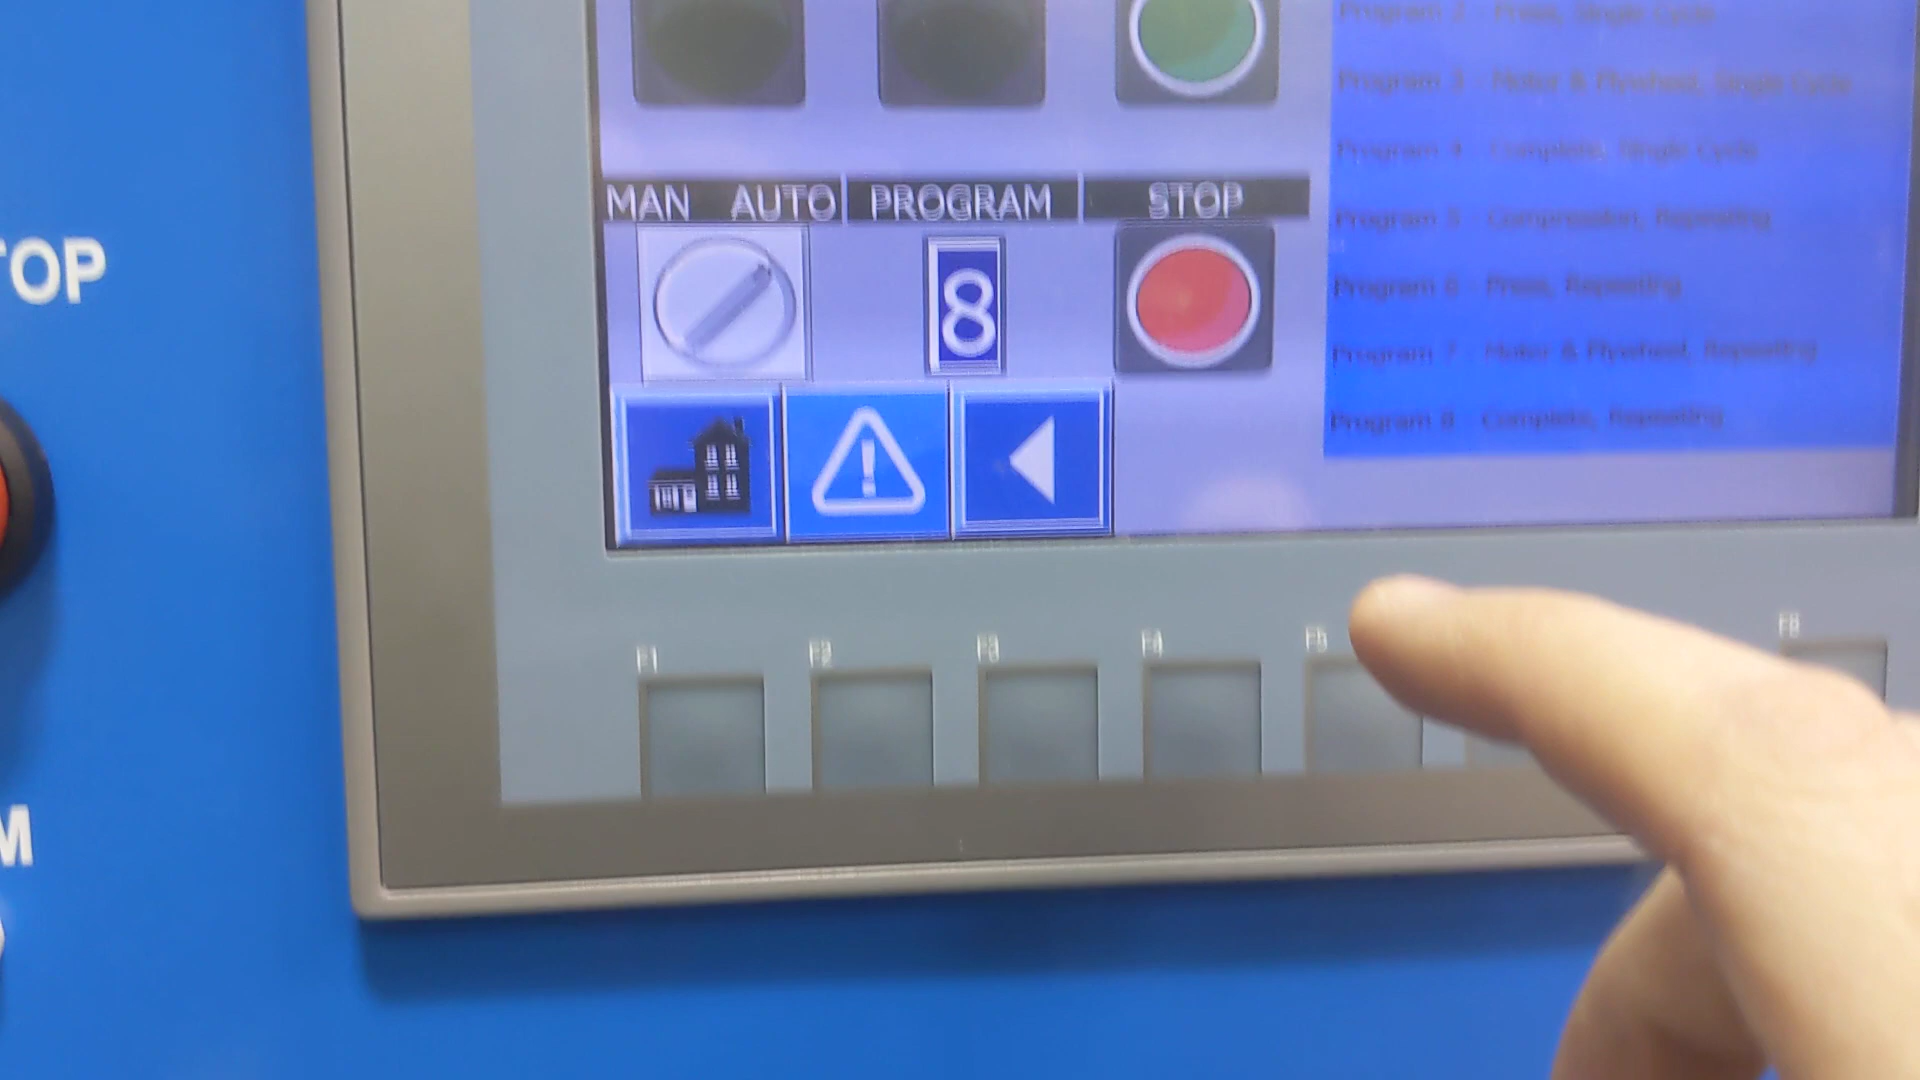 Program 2 - Press, Single Cycle
Program 3 - Motor & Flywheel, Single Cycle
Program 4 - Complete, Single Cycle
MAN AUTO PROGRAM STOP
Program 5 - Compression, Repeating
8
Program 6 - Press, Repeating
Program 7 - Motor & Flywheel, Repeating
Program 8 - Complete, Repeating
TOP
F1 F2 F3 F4 F5 F8
M